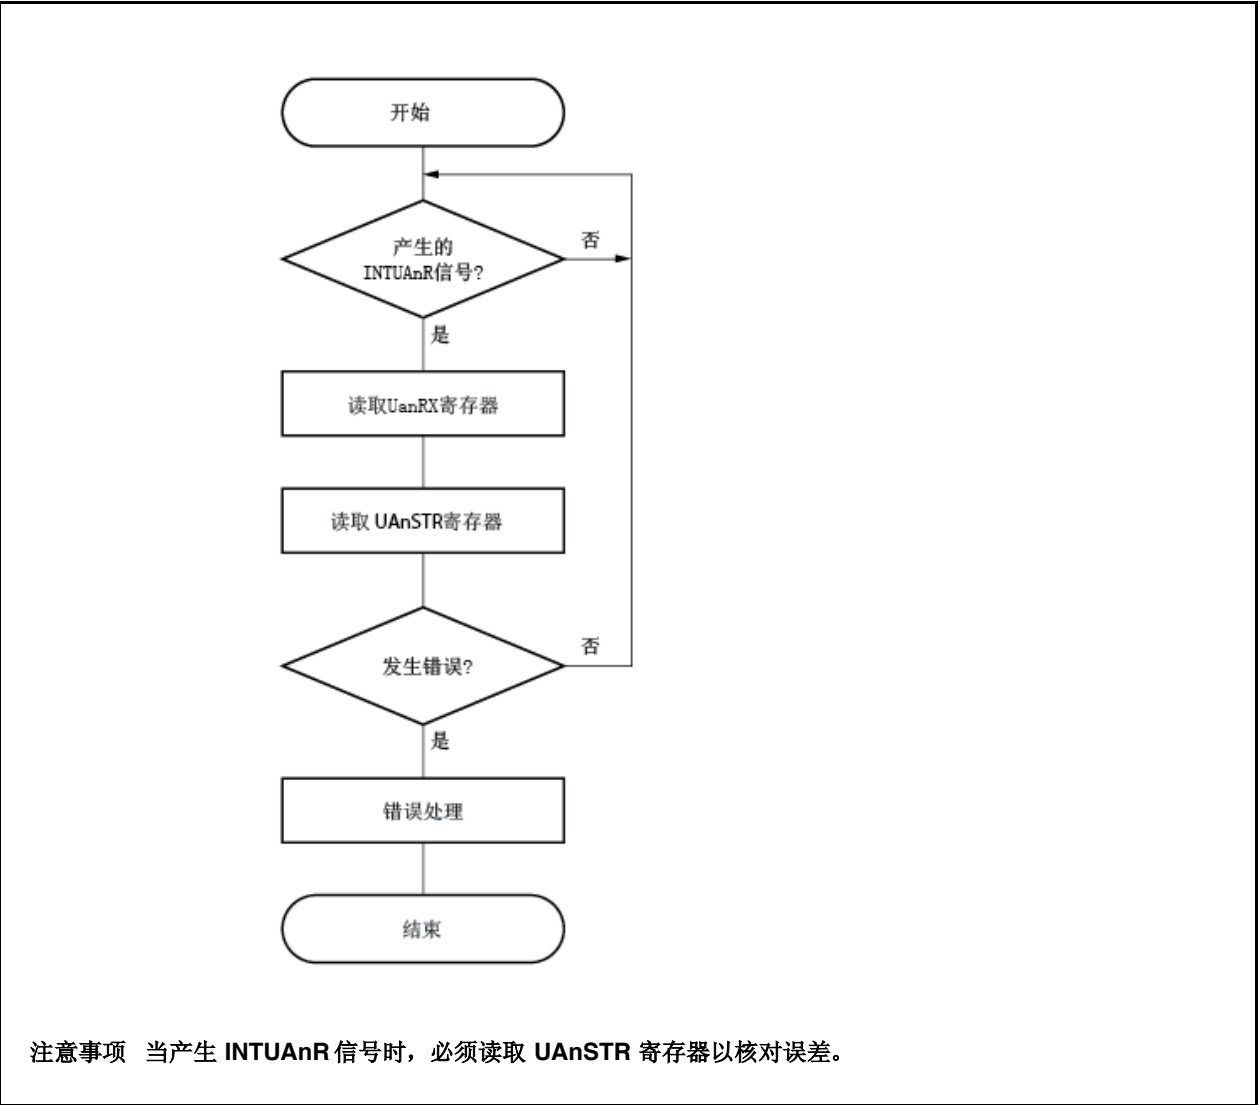 开始
产生的
否
INTUAnR信号?
是
读取UanRX寄存器
读取 UAnSTR寄存器
否
发生错误?
是
错误处理
结束
注意事项 当产生 INTUAnR 信号时，必须读取 UAnSTR 寄存器以核对误差。